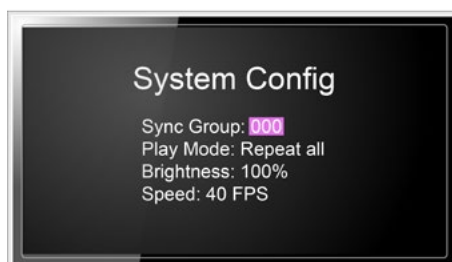 System Config
Sync Group: 000
Play Mode: Repeat all
Brightness: 100%
Speed: 40 FPS